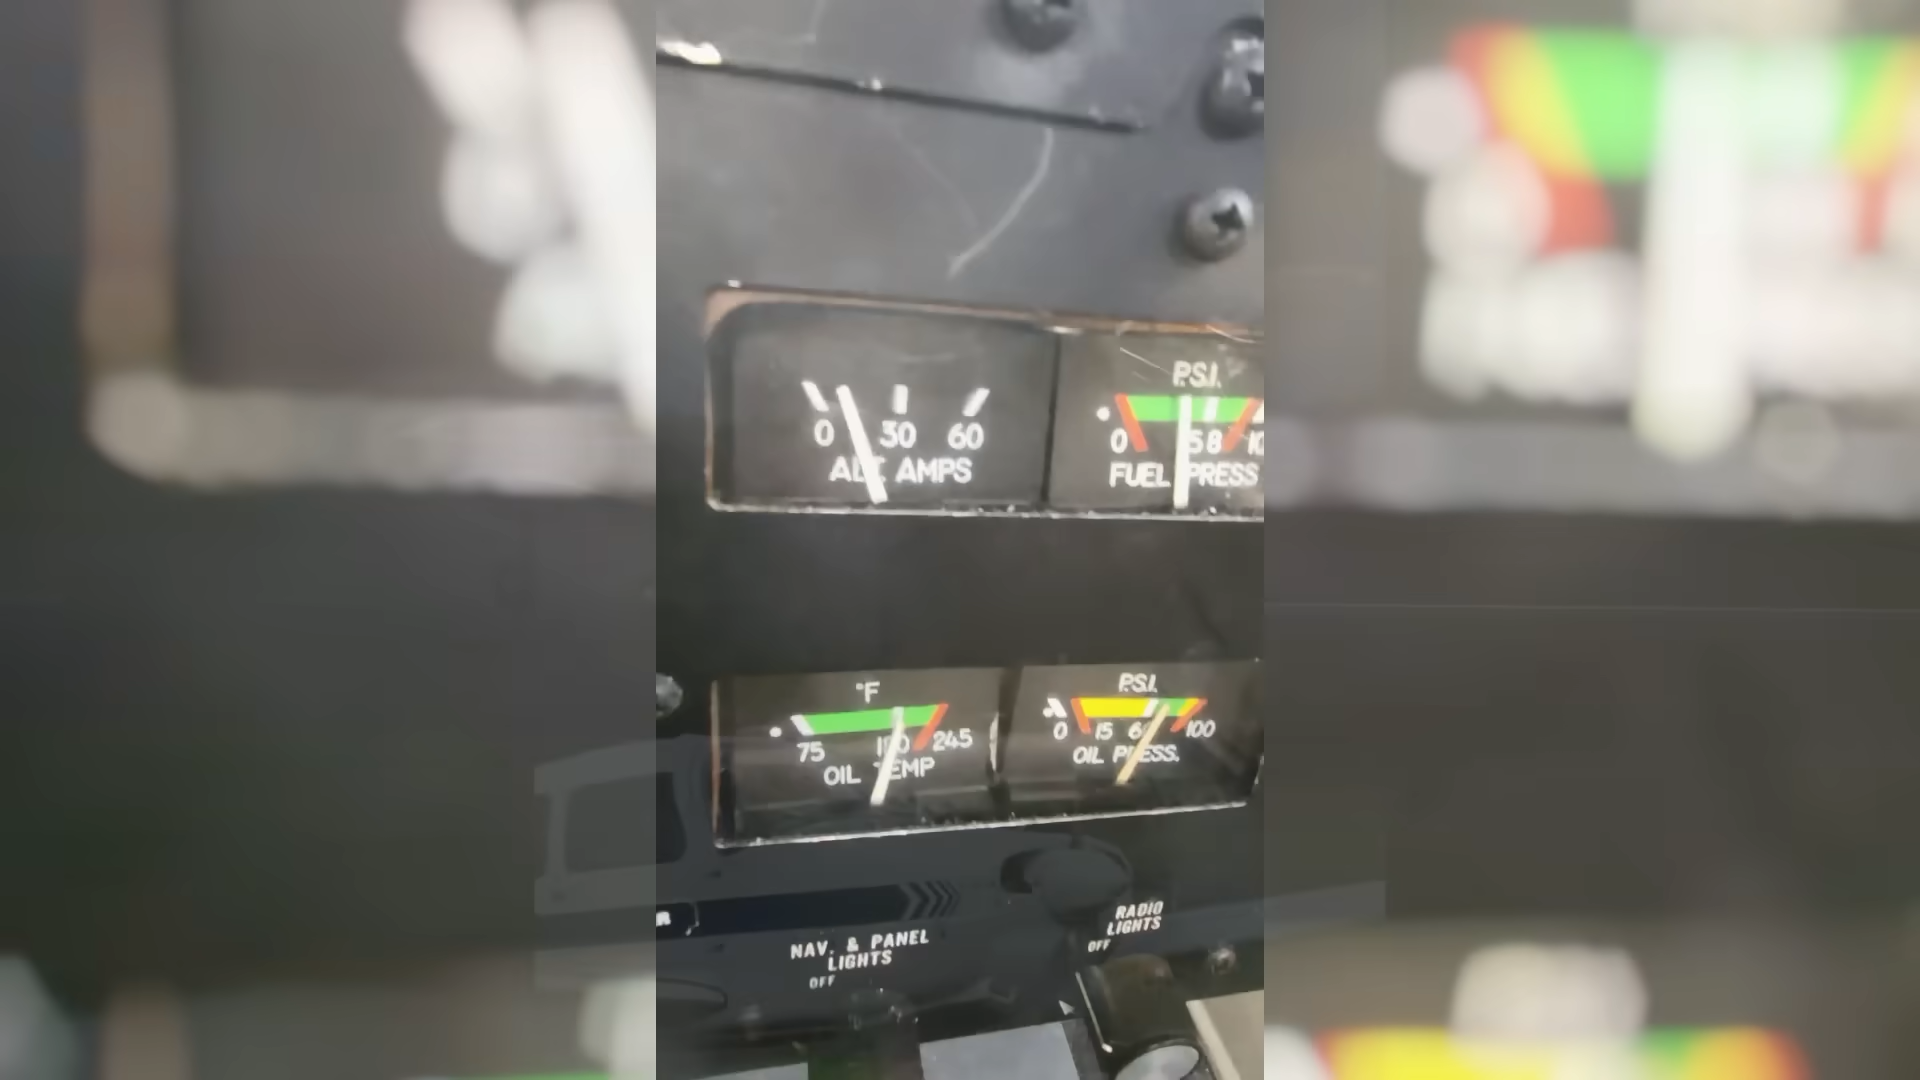 P.S.I.
0 30 60
ALT. AMPS
0 58
FUEL PRESS
°F
75 245
OIL TEMP
P.S.I.
0 15 100
OIL PRESS.
RADIO
LIGHTS
OFF
NAV. & PANEL
LIGHTS
OFF